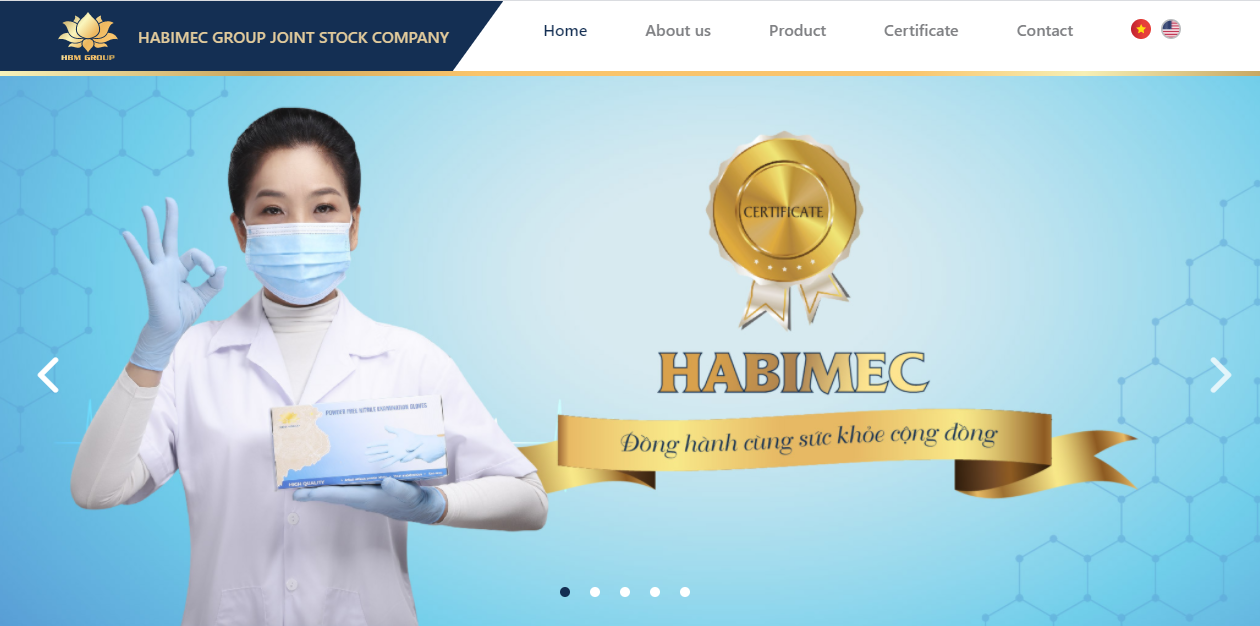 HBM GROUP
HABIMEC GROUP JOINT STOCK COMPANY
Home
About us
Product
Certificate
Contact
CERTIFICATE
HABIMEC
Đồng hành cùng sức khỏe cộng đồng
POWDER FREE NITRILE EXAMINATION GLOVES
HIGH QUALITY